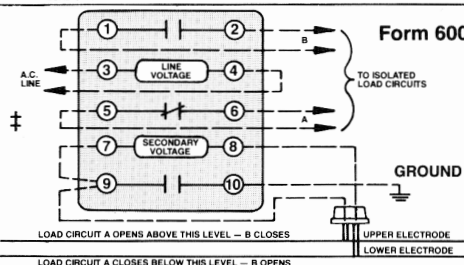 1
2
B
Form 600
3
LINE
VOLTAGE
4
A.C.
LINE
TO ISOLATED
LOAD CIRCUITS
‡
5
6
A
7
SECONDARY
VOLTAGE
8
9
10
GROUND
LOAD CIRCUIT A OPENS ABOVE THIS LEVEL — B CLOSES
UPPER ELECTRODE
LOWER ELECTRODE
LOAD CIRCUIT A CLOSES BELOW THIS LEVEL — B OPENS